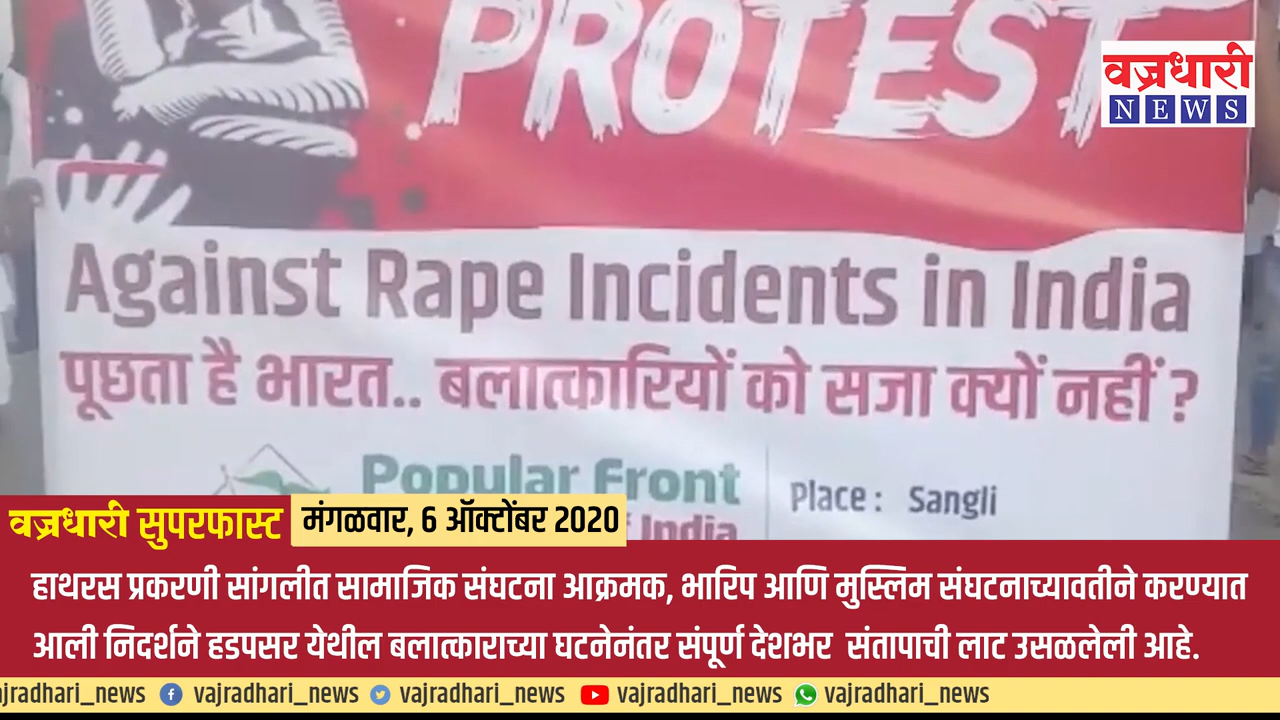 PROTEST
वज्रधारी
NEWS
Against Rape Incidents in India
पूछता है भारत.. बलात्कारियों को सजा क्यों नहीं ?
Popular Front
India
Place : Sangli
वज्रधारी सुपरफास्ट
मंगळवार, 6 ऑक्टोंबर 2020
हाथरस प्रकरणी सांगलीत सामाजिक संघटना आक्रमक, भारिप आणि मुस्लिम संघटनाच्यावतीने करण्यात
आली निदर्शने हडपसर येथील बलात्काराच्या घटनेनंतर संपूर्ण देशभर संतापाची लाट उसळलेली आहे.
ajradhari_news vajradhari_news vajradhari_news vajradhari_news vajradhari_news